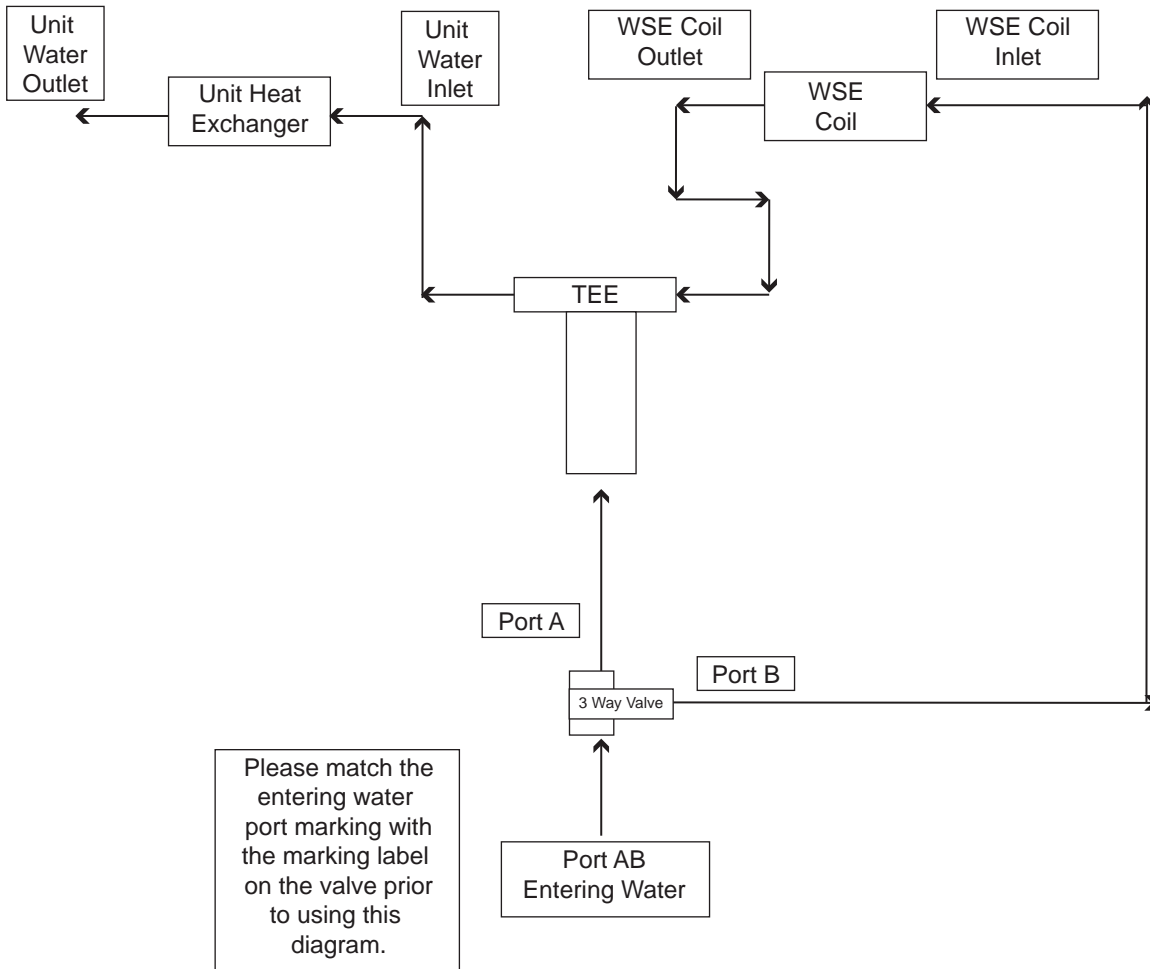 Unit
Water
Outlet
Unit
Water
Inlet
WSE Coil
Outlet
WSE Coil
Inlet
Unit Heat
Exchanger
WSE
Coil
TEE
Port A
Port B
3 Way Valve
Please match the
entering water
port marking with
the marking label
on the valve prior
to using this
diagram.
Port AB
Entering Water